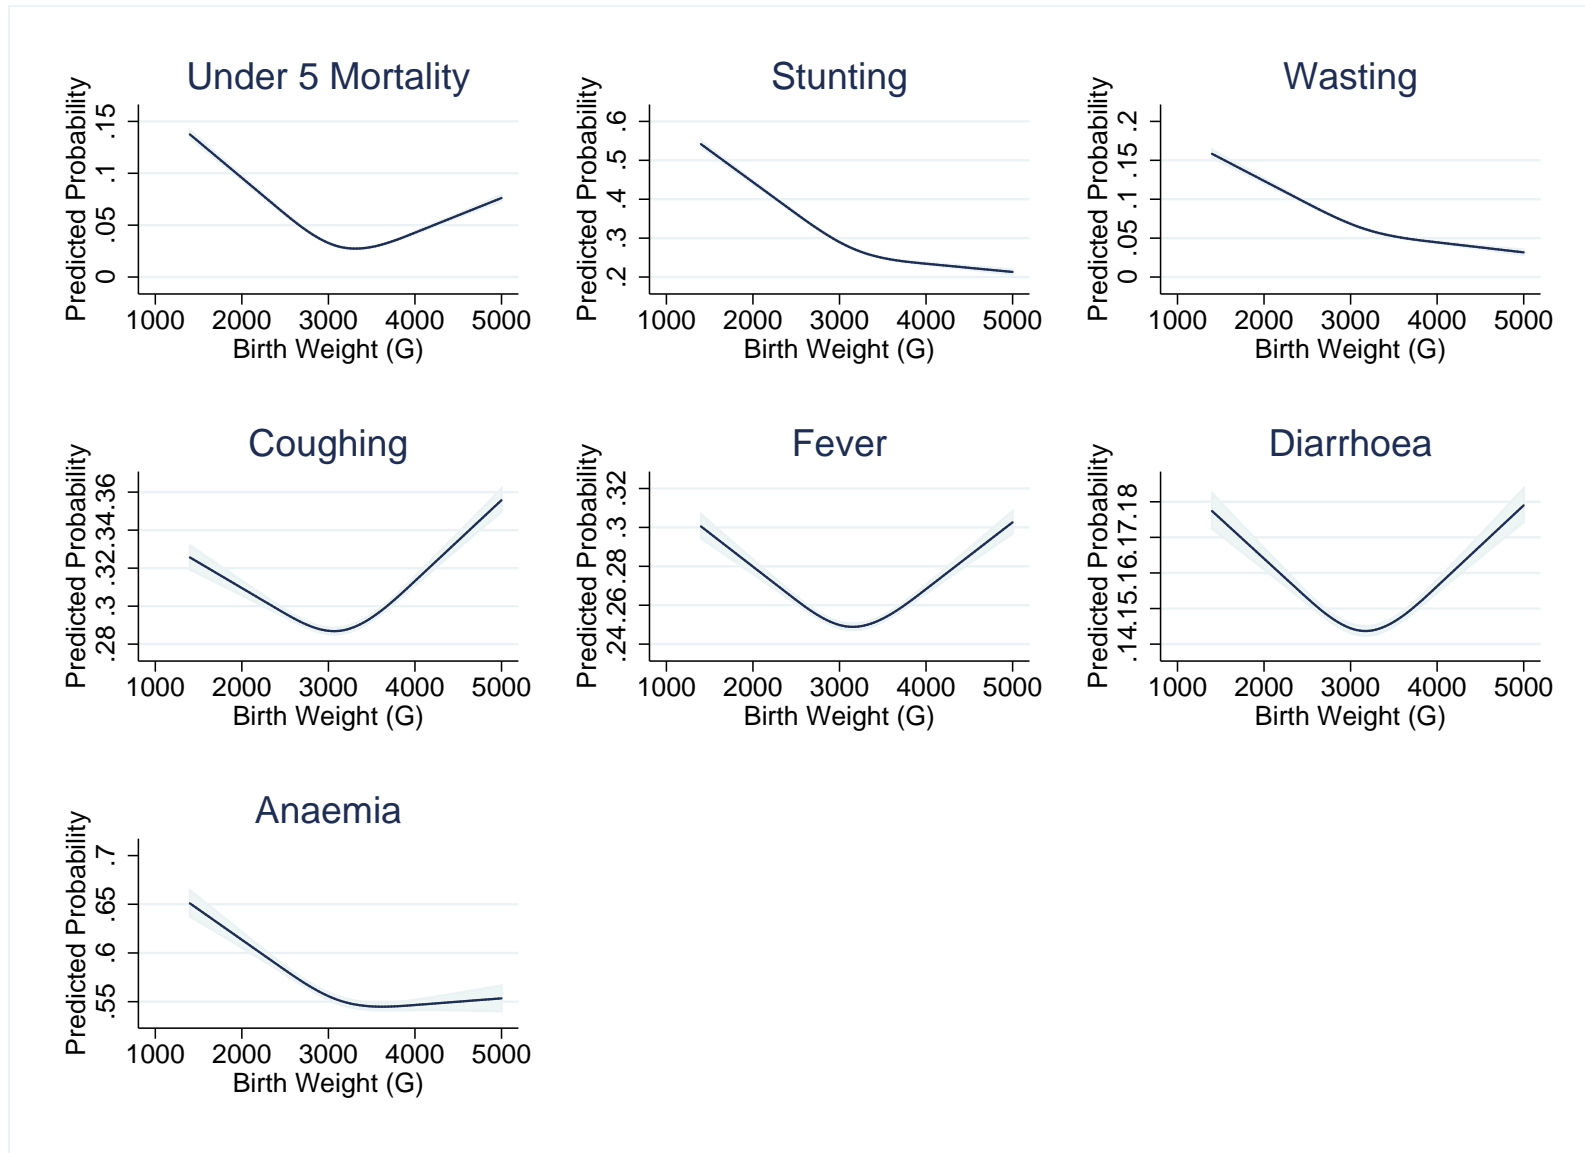 Under 5 Mortality
Predicted Probability
0 .05 .1 .15
1000 2000 3000 4000 5000
Birth Weight (G)
Stunting
Predicted Probability
.2 .3 .4 .5 .6
1000 2000 3000 4000 5000
Birth Weight (G)
Wasting
Predicted Probability
0 .05 .1 .15 .2
1000 2000 3000 4000 5000
Birth Weight (G)
Coughing
Predicted Probability
.28 .3 .32 .34 .36
1000 2000 3000 4000 5000
Birth Weight (G)
Fever
Predicted Probability
.24 .26 .28 .3 .32
1000 2000 3000 4000 5000
Birth Weight (G)
Diarrhoea
Predicted Probability
.14 .15 .16 .17 .18
1000 2000 3000 4000 5000
Birth Weight (G)
Anaemia
Predicted Probability
.55 .6 .65 .7
1000 2000 3000 4000 5000
Birth Weight (G)